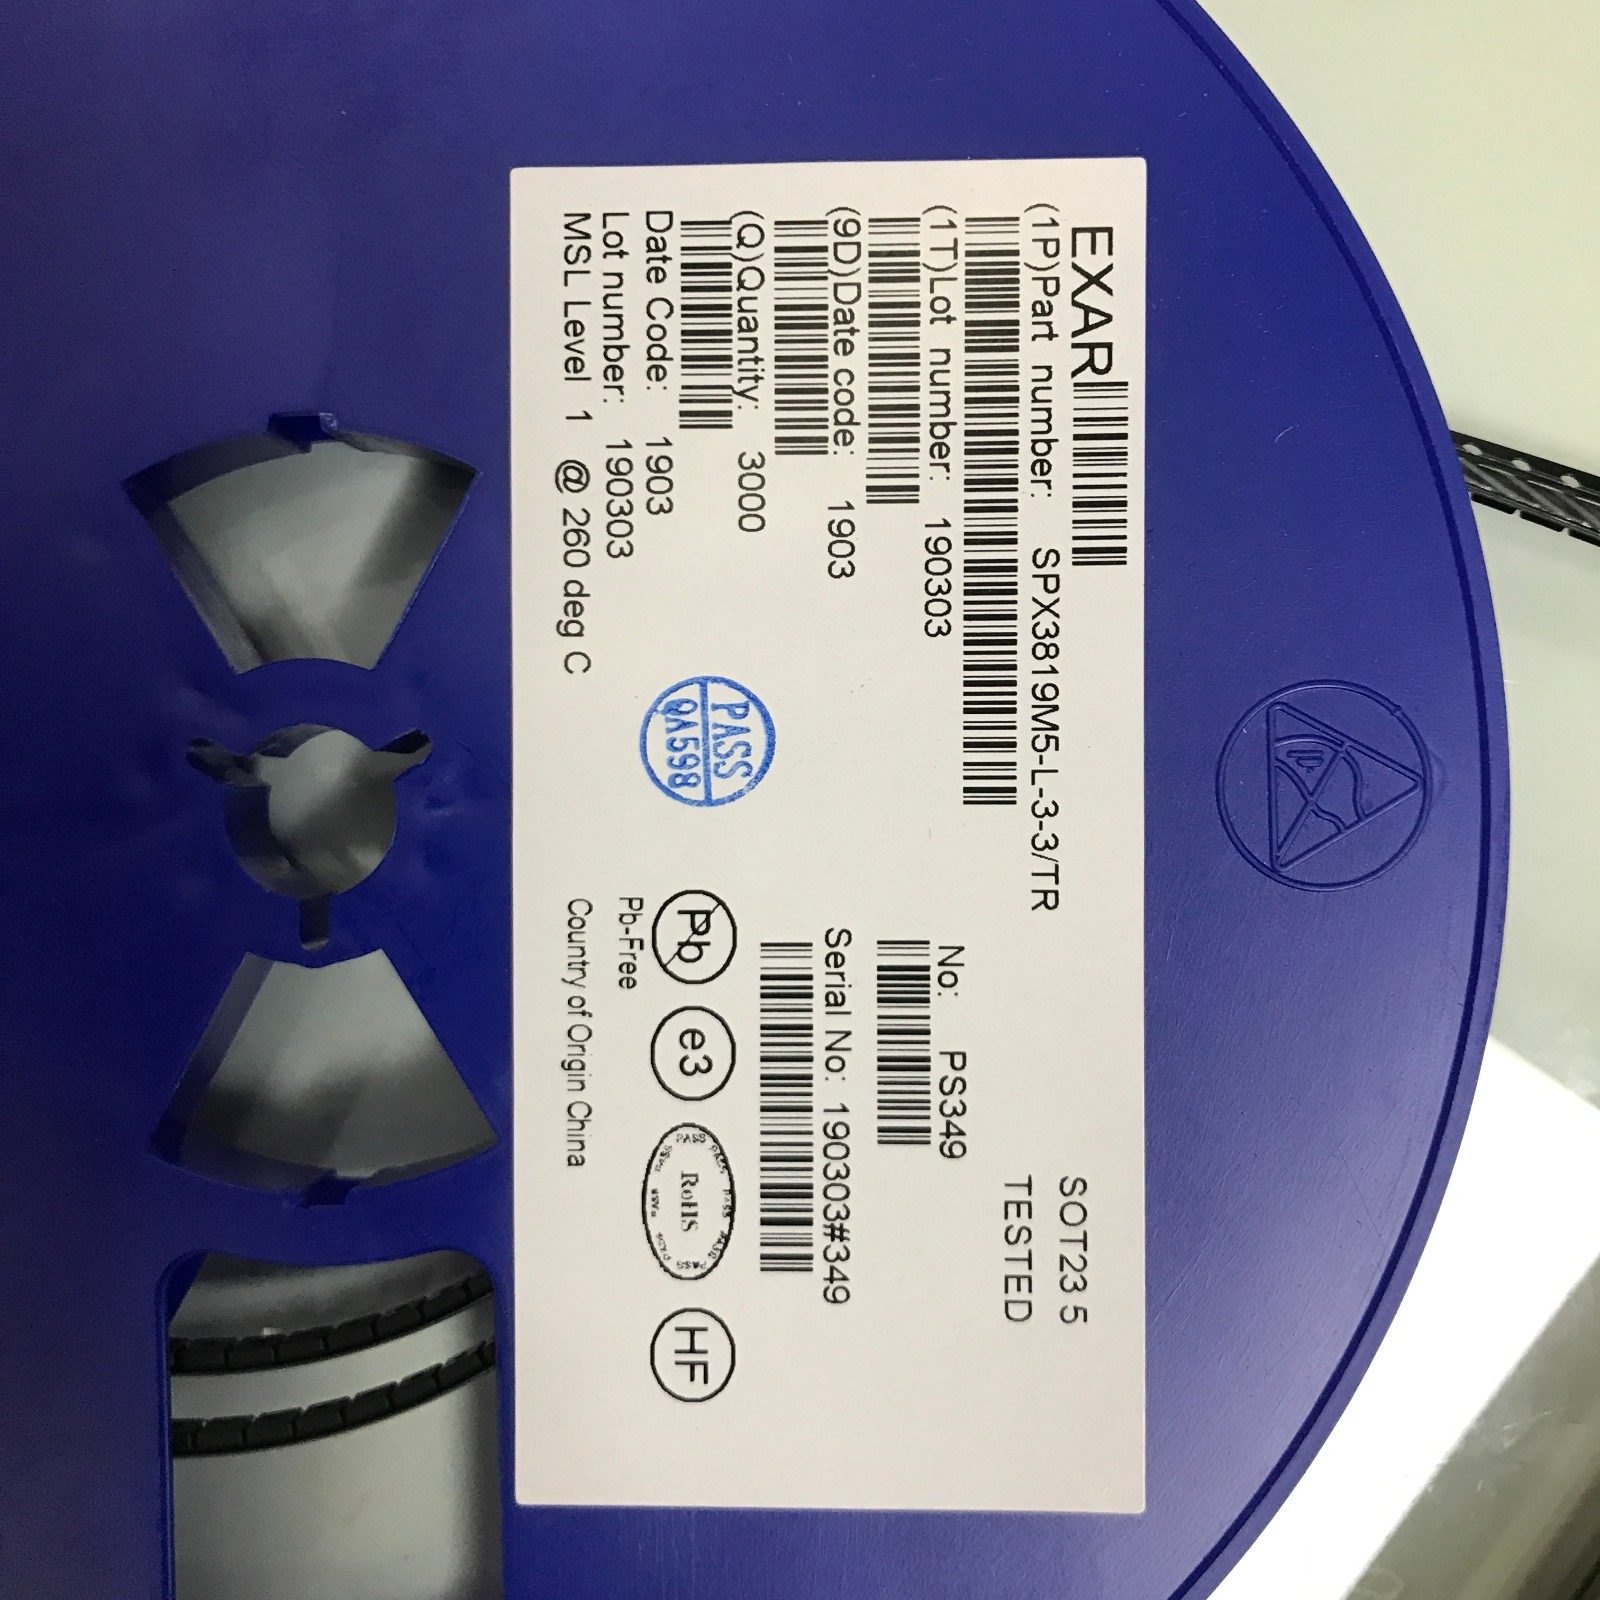 EXAR
(1P)Part number: SPX3819M5-L-3-3/TR
SOT23 5
TESTED
(1T)Lot number: 190303
No: PS349
(9D)Date code: 1903
Serial No: 190303#349
(Q)Quantity: 3000
Date Code: 1903
Lot number: 190303
MSL Level 1 @ 260 deg C
PASS
QA598
Pb
e3
RoHS
HF
Pb-Free
Country of Origin China